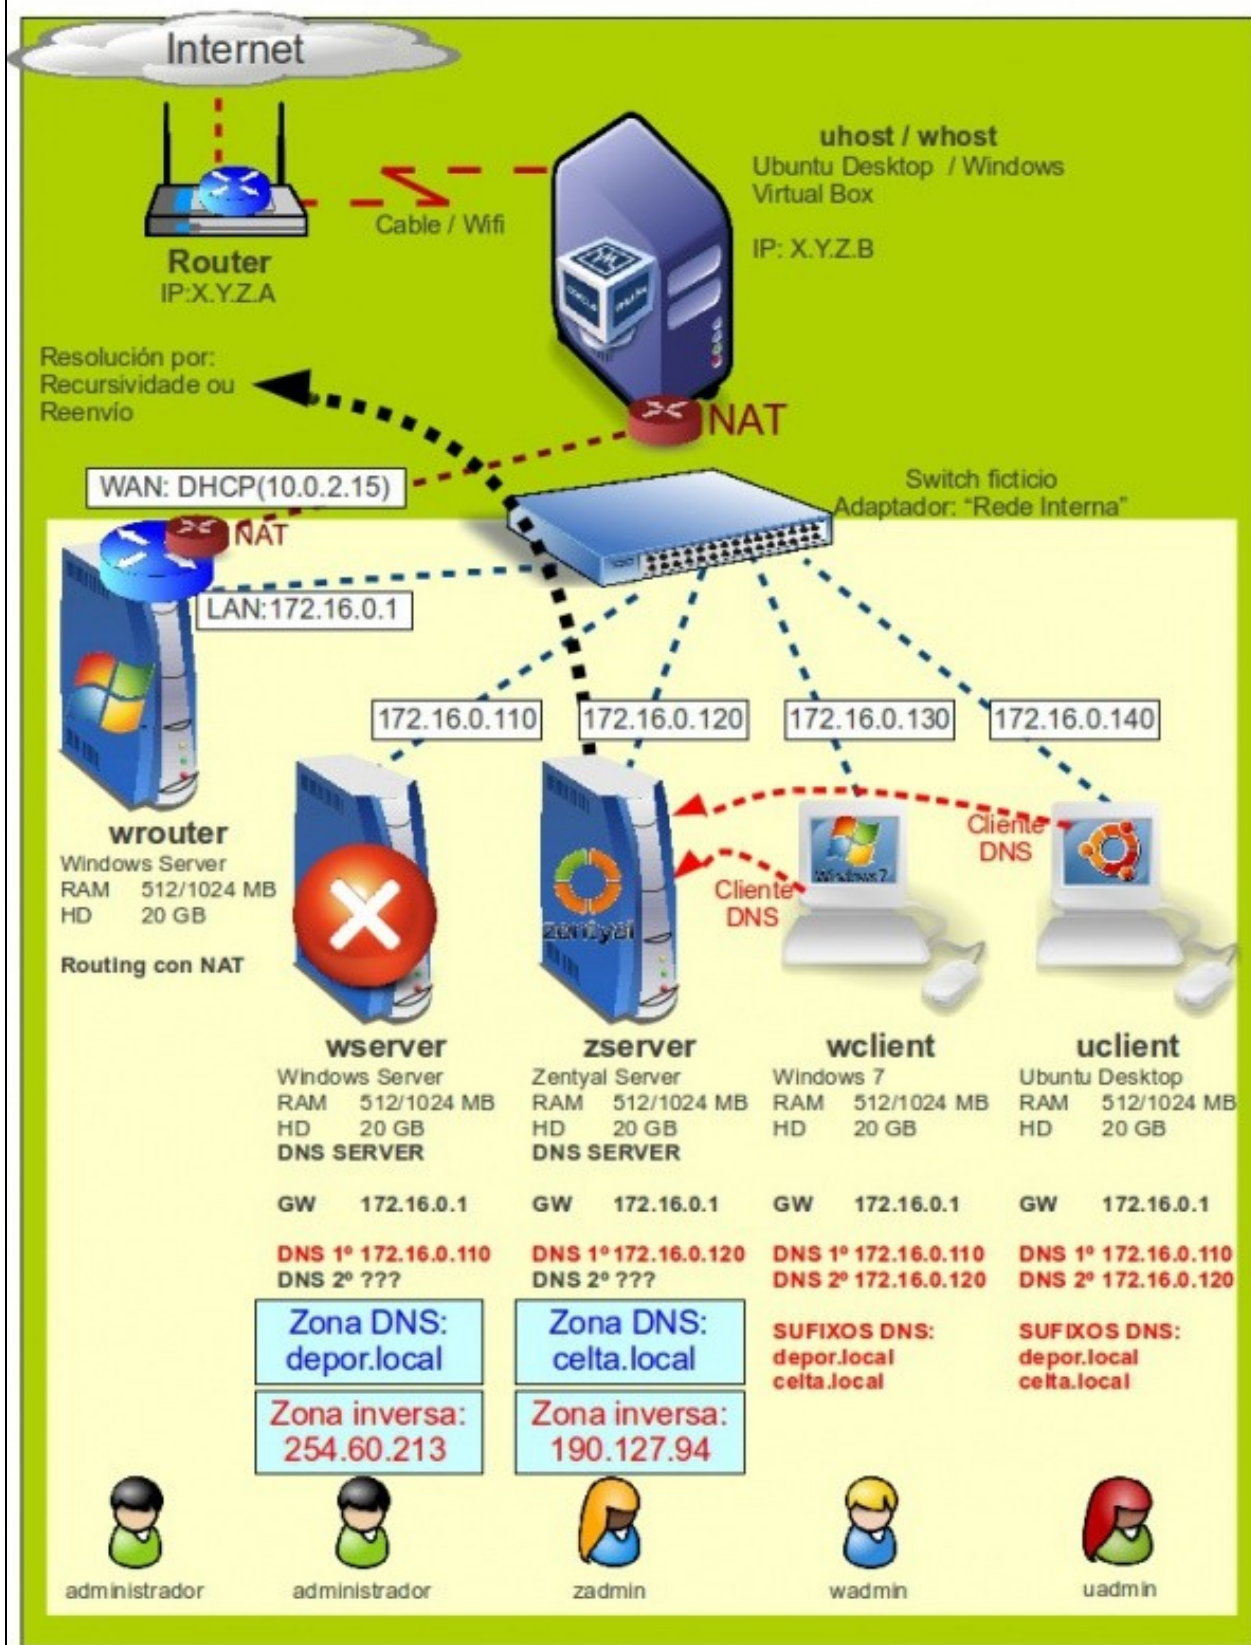 Internet
uhost / whost
Ubuntu Desktop / Windows
Virtual Box
IP: X.Y.Z.B
Cable / Wifi
Router
IP:X.Y.Z.A
Resolución por:
Recursividade ou
Reenvío
NAT
WAN: DHCP(10.0.2.15)
Switch ficticio
Adaptador: “Rede Interna”
NAT
LAN:172.16.0.1
172.16.0.110
172.16.0.120
172.16.0.130
172.16.0.140
wrouter
Windows Server
RAM 512/1024 MB
HD 20 GB
Routing con NAT
zentyal
Windows 7
Cliente
DNS
Cliente
DNS
wserver
Windows Server
RAM 512/1024 MB
HD 20 GB
DNS SERVER
GW 172.16.0.1
DNS 1º 172.16.0.110
DNS 2º ???
Zona DNS:
depor.local
Zona inversa:
254.60.213
zserver
Zentyal Server
RAM 512/1024 MB
HD 20 GB
DNS SERVER
GW 172.16.0.1
DNS 1º 172.16.0.120
DNS 2º ???
Zona DNS:
celta.local
Zona inversa:
190.127.94
wclient
Windows 7
RAM 512/1024 MB
HD 20 GB
GW 172.16.0.1
DNS 1º 172.16.0.110
DNS 2º 172.16.0.120
SUFIXOS DNS:
depor.local
celta.local
uclient
Ubuntu Desktop
RAM 512/1024 MB
HD 20 GB
GW 172.16.0.1
DNS 1º 172.16.0.110
DNS 2º 172.16.0.120
SUFIXOS DNS:
depor.local
celta.local
administrador
administrador
zadmin
wadmin
uadmin